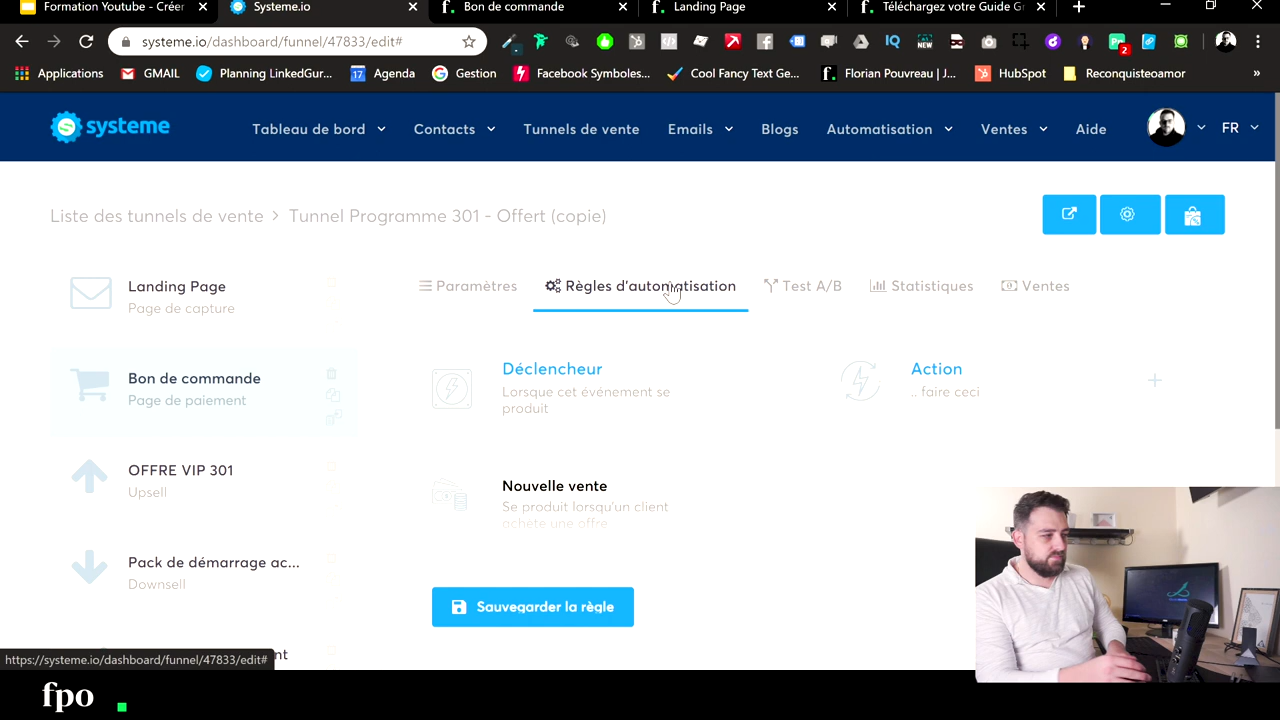 Formation Youtube - Créer
Systeme.io
Bon de commande
Landing Page
Téléchargez votre Guide Gr
systeme.io/dashboard/funnel/47833/edit#
Applications
GMAIL
Planning LinkedGur...
Agenda
Gestion
Facebook Symboles...
Cool Fancy Text Ge...
Florian Pouvreau | J...
HubSpot
Reconquisteoamor
»
systeme
Tableau de bord
Contacts
Tunnels de vente
Emails
Blogs
Automatisation
Ventes
Aide
FR
Liste des tunnels de vente > Tunnel Programme 301 - Offert (copie)
Landing Page
Page de capture
Paramètres
Règles d'automatisation
Test A/B
Statistiques
Ventes
Bon de commande
Page de paiement
Déclencheur
Lorsque cet événement se
produit
Action
.. faire ceci
OFFRE VIP 301
Upsell
Nouvelle vente
Se produit lorsqu'un client
achète une offre
Pack de démarrage ac...
Downsell
Sauvegarder la règle
https://systeme.io/dashboard/funnel/47833/edit#
nt
fpo